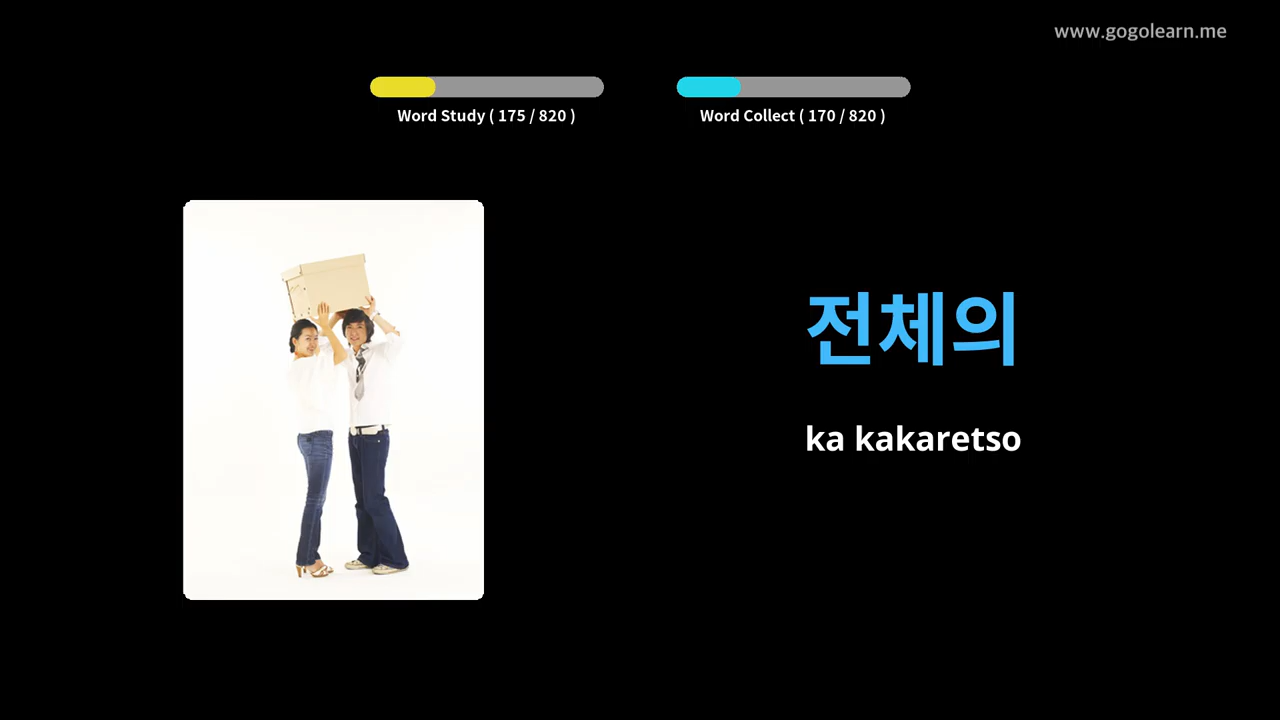 www.gogolearn.me
Word Study ( 175 / 820 )
Word Collect ( 170 / 820 )
전체의
ka kakaretso